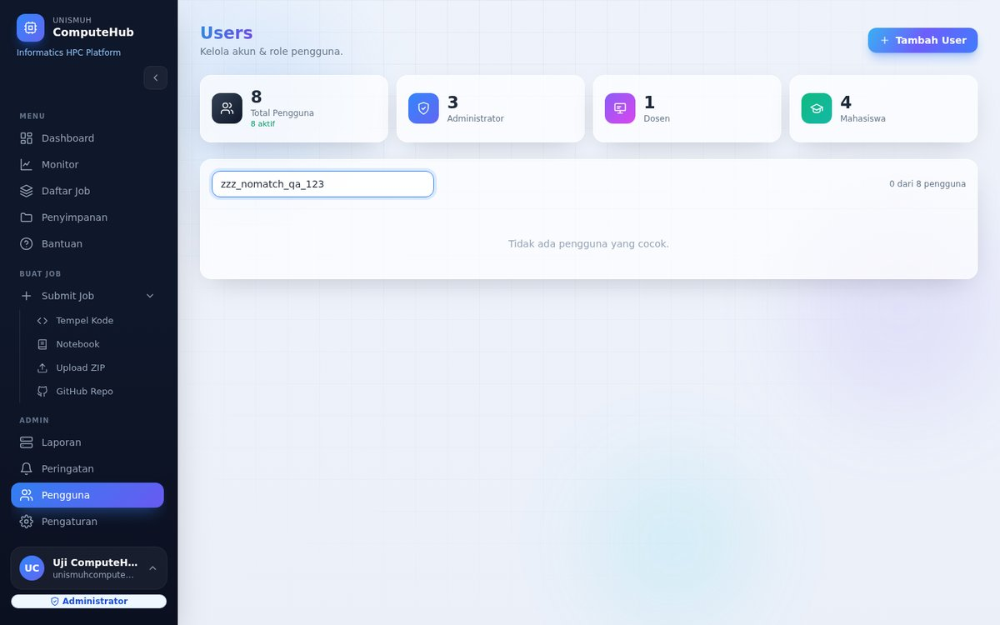 UNISMUH
ComputeHub
Informatics HPC Platform
MENU
Dashboard
Monitor
Daftar Job
Penyimpanan
Bantuan
BUAT JOB
Submit Job
Tempel Kode
Notebook
Upload ZIP
GitHub Repo
ADMIN
Laporan
Peringatan
Pengguna
Pengaturan
UC
Uji ComputeH...
unismuhcompute...
Administrator
Users
Kelola akun & role pengguna.
Tambah User
8
Total Pengguna
8 aktif
3
Administrator
1
Dosen
4
Mahasiswa
zzz_nomatch_qa_123
0 dari 8 pengguna
Tidak ada pengguna yang cocok.